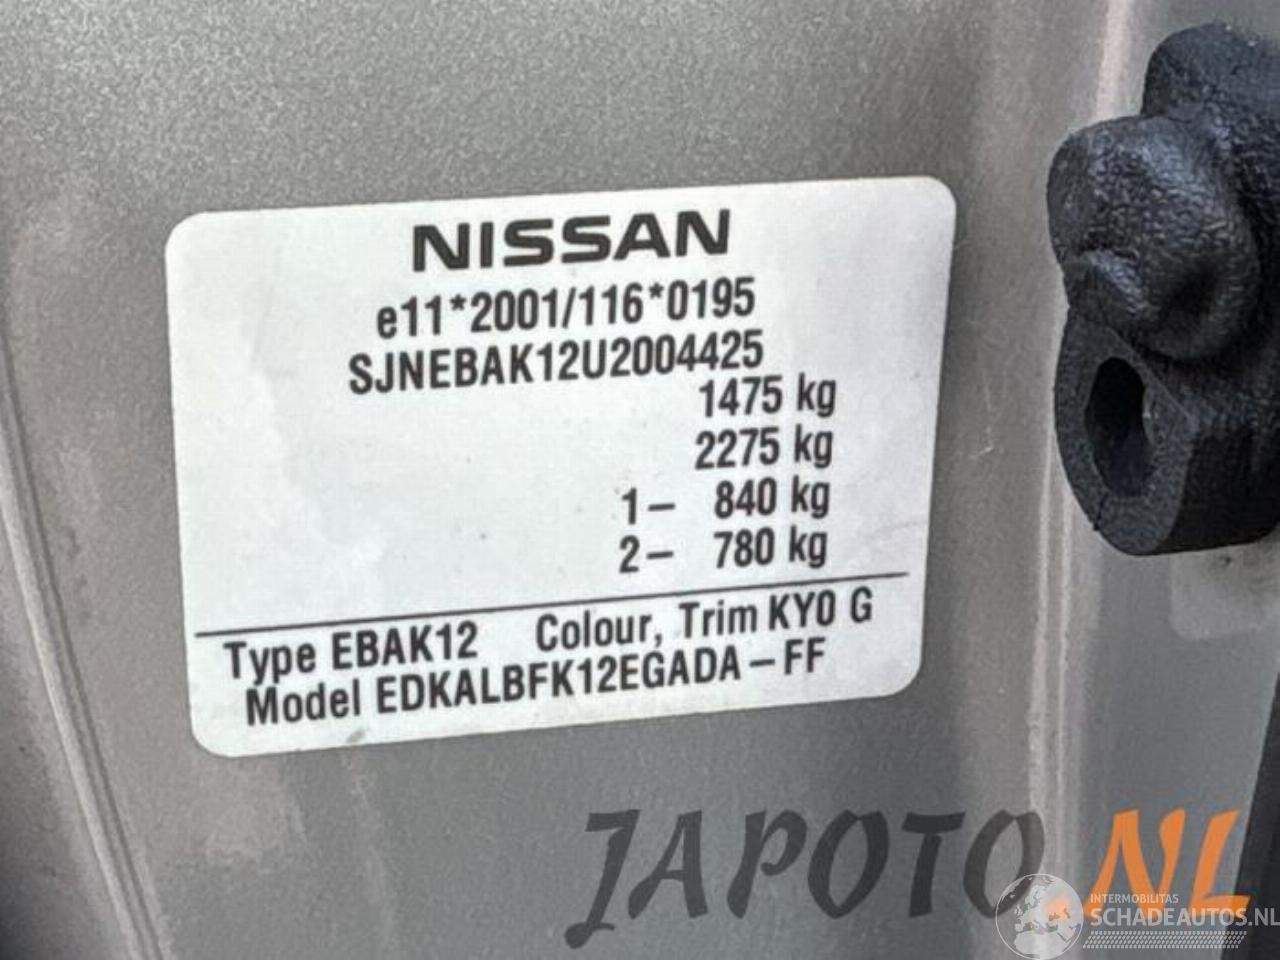 NISSAN
e11*2001/116*0195
SJNEBAK12U2004425
1475 kg
2275 kg
1- 840 kg
2- 780 kg
Type EBAK12 Colour, Trim KY0 G
Model EDKALBFK12EGADA-FF
JAPOTO.NL
INTERMOBILITAS
SCHADEAUTOS.NL